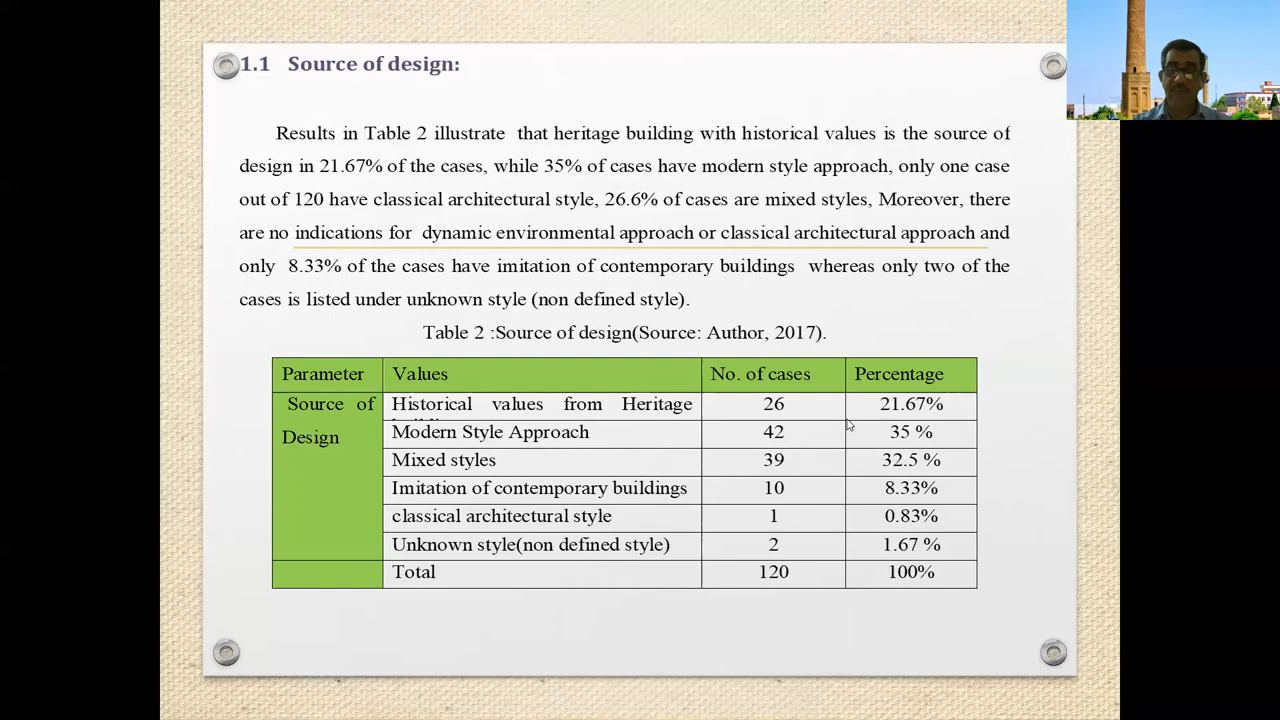 1.1 Source of design:
Results in Table 2 illustrate that heritage building with historical values is the source of
design in 21.67% of the cases, while 35% of cases have modern style approach, only one case
out of 120 have classical architectural style, 26.6% of cases are mixed styles, Moreover, there
are no indications for dynamic environmental approach or classical architectural approach and
only 8.33% of the cases have imitation of contemporary buildings whereas only two of the
cases is listed under unknown style (non defined style).
Table 2 :Source of design(Source: Author, 2017).
Parameter Values No. of cases Percentage
Source of Design
Historical values from Heritage 26 21.67%
Modern Style Approach 42 35 %
Mixed styles 39 32.5 %
Imitation of contemporary buildings 10 8.33%
classical architectural style 1 0.83%
Unknown style(non defined style) 2 1.67 %
Total 120 100%